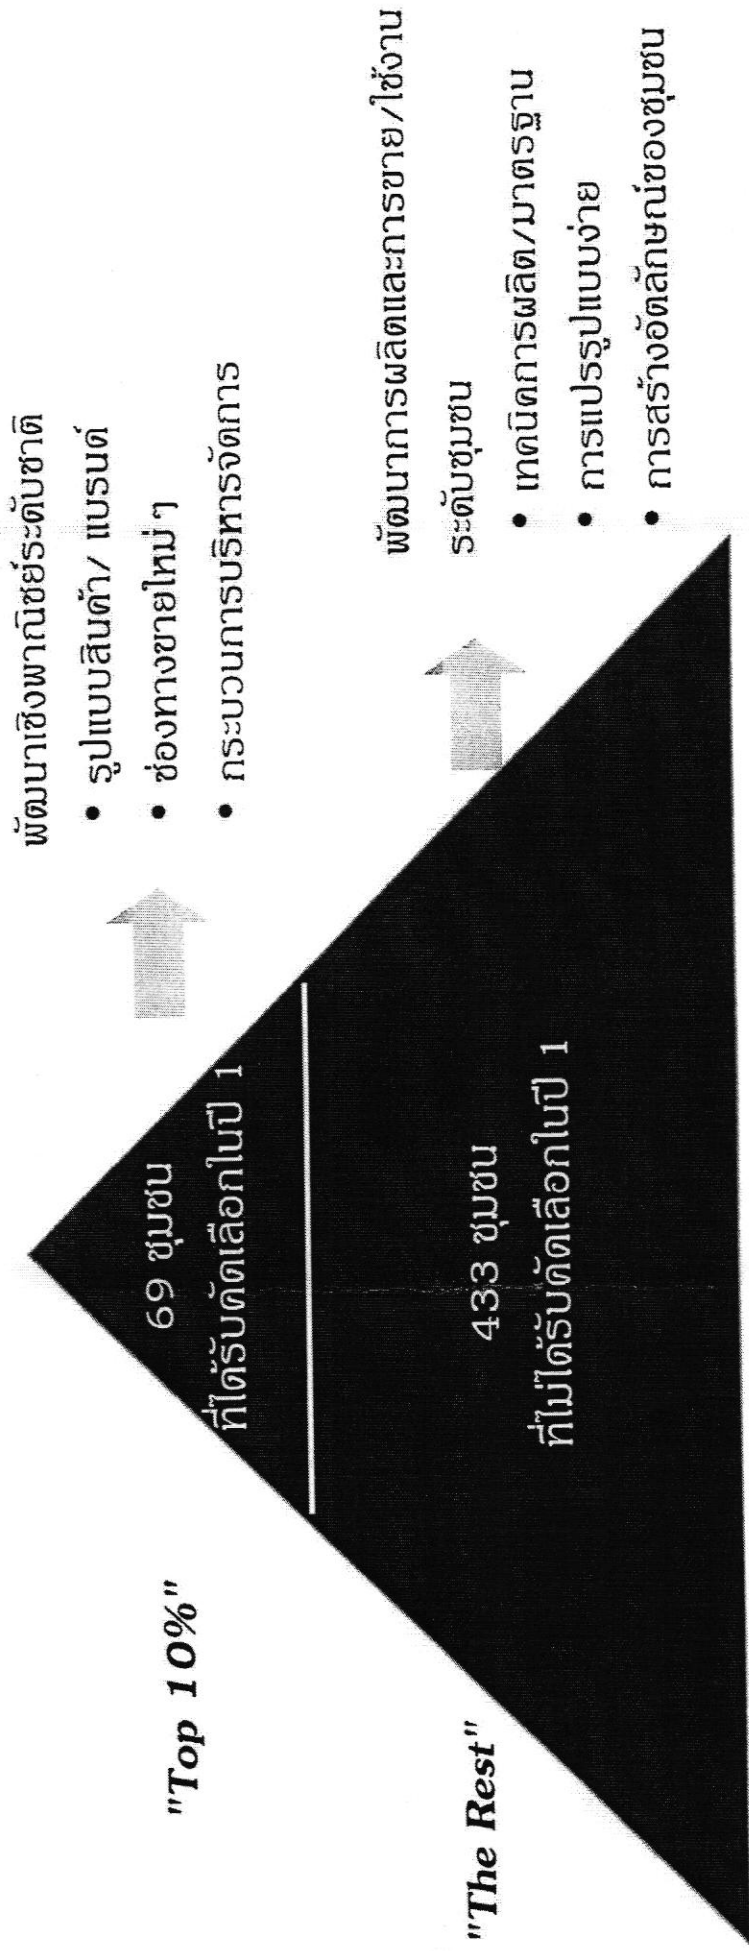 "Top 10%"
69 ชุมชน
ที่ได้รับคัดเลือกในปี 1
พัฒนาเชิงพาณิชย์ระดับชาติ
• รูปแบบสินค้า/ แบรนด์
• ช่องทางขายใหม่ ๆ
• กระบวนการบริหารจัดการ
"The Rest"
433 ชุมชน
ที่ไม่ได้รับคัดเลือกในปี 1
พัฒนาการผลิตและการขาย/ใช้งาน
ระดับชุมชน
• เทคนิคการผลิต/มาตรฐาน
• การแปรรูปแบบง่าย
• การสร้างอัตลักษณ์ของชุมชน